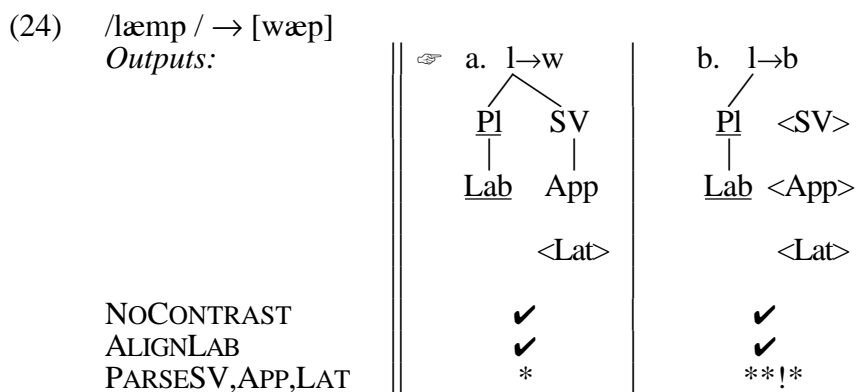 (24) /læmp / → [wæp]
Outputs: ☞ a. l→w b. l→b
Pl SV Pl <SV>
Lab App Lab <App>
<Lat> <Lat>
NOCONTRAST ✔ ✔
ALIGNLAB ✔ ✔
PARSESV,APP,LAT * **!*